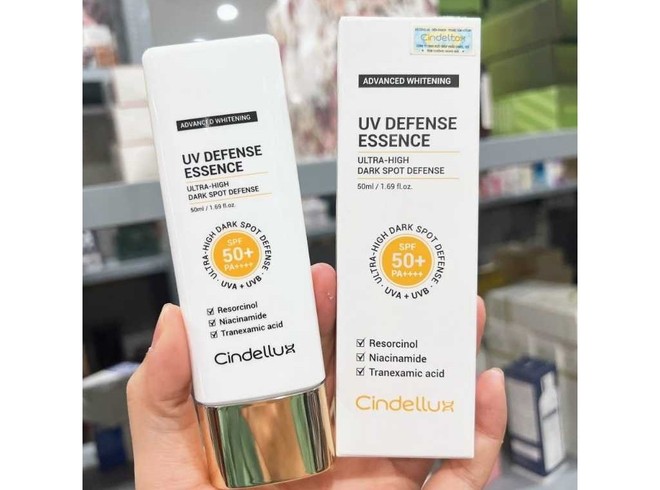 ADVANCED WHITENING
UV DEFENSE
ESSENCE
ULTRA-HIGH
DARK SPOT DEFENSE
50ml / 1.69 fl.oz.
ULTRA-HIGH DARK SPOT DEFENSE
SPF
50+
PA++++
UVA + UVB
Resorcinol
Niacinamide
Tranexamic acid
Cindellux
Cindellux
ADVANCED WHITENING
UV DEFENSE
ESSENCE
ULTRA-HIGH
DARK SPOT DEFENSE
50ml / 1.69 fl.oz.
ULTRA-HIGH DARK SPOT DEFENSE
SPF
50+
PA++++
UVA + UVB
Resorcinol
Niacinamide
Tranexamic acid
Cindellux